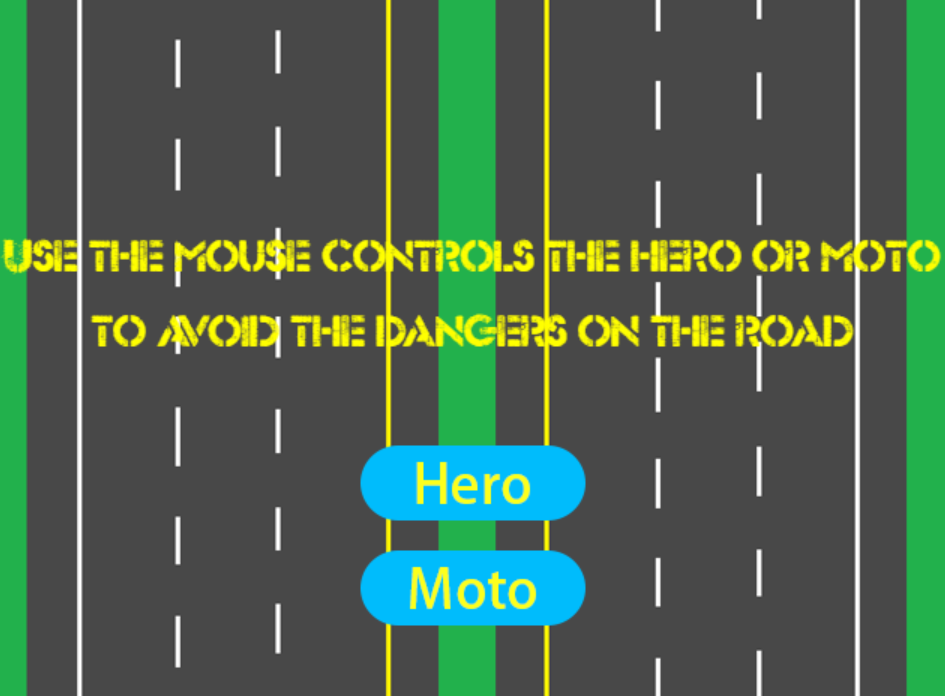 USE THE MOUSE CONTROLS THE HERO OR MOTO
TO AVOID THE DANGERS ON THE ROAD
Hero
Moto